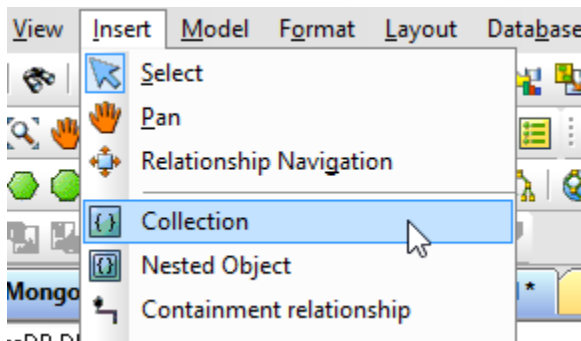 View Insert Model Format Layout Database
Select
Pan
Relationship Navigation
Collection
Nested Object
Mongo
Containment relationship